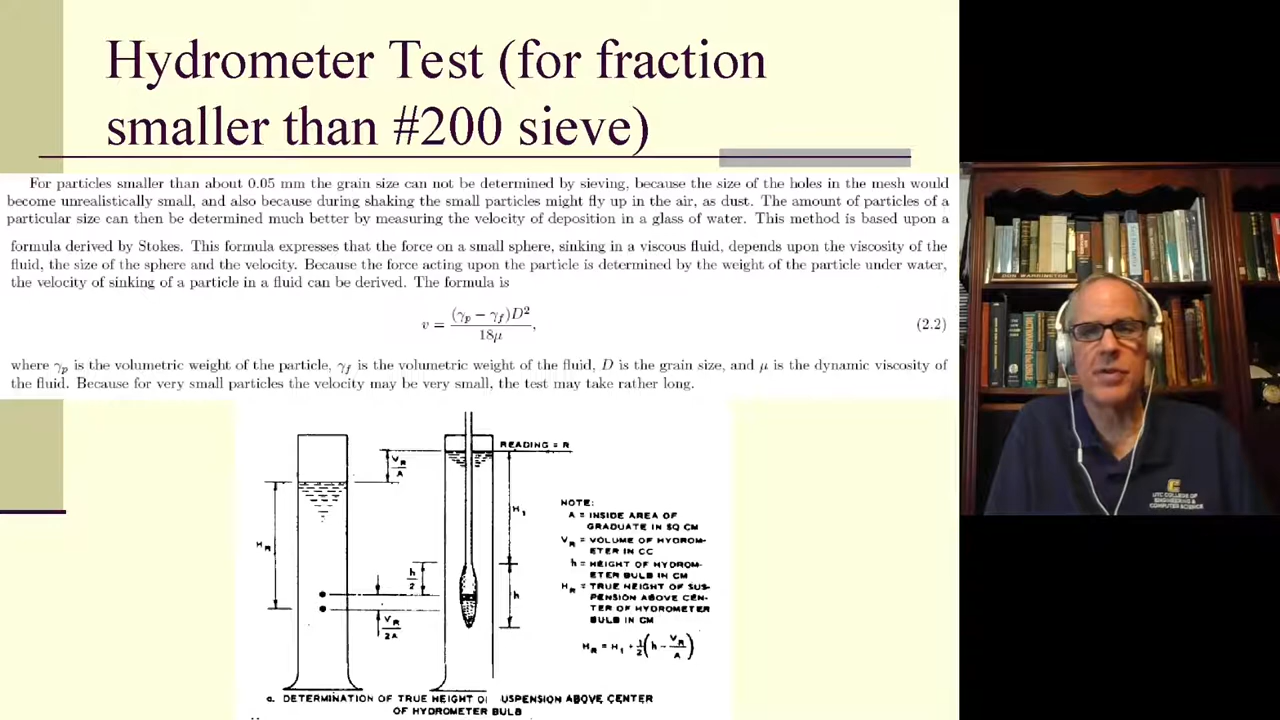 Hydrometer Test (for fraction
smaller than #200 sieve)
For particles smaller than about 0.05 mm the grain size can not be determined by sieving, because the size of the holes in the mesh would
become unrealistically small, and also because during shaking the small particles might fly up in the air, as dust. The amount of particles of a
particular size can then be determined much better by measuring the velocity of deposition in a glass of water. This method is based upon a
formula derived by Stokes. This formula expresses that the force on a small sphere, sinking in a viscous fluid, depends upon the viscosity of the
fluid, the size of the sphere and the velocity. Because the force acting upon the particle is determined by the weight of the particle under water,
the velocity of sinking of a particle in a fluid can be derived. The formula is
v = (γp − γf)D² / 18μ, (2.2)
where γp is the volumetric weight of the particle, γf is the volumetric weight of the fluid, D is the grain size, and μ is the dynamic viscosity of
the fluid. Because for very small particles the velocity may be very small, the test may take rather long.
READING = R
VR/A
H1
HR
h/2
h
VR/2A
NOTE:
A = INSIDE AREA OF
GRADUATE IN SQ CM
VR = VOLUME OF HYDROM-
ETER IN CC
h = HEIGHT OF HYDROM-
ETER BULB IN CM
HR = TRUE HEIGHT OF SUS-
PENSION ABOVE CEN-
TER OF HYDROMETER
BULB IN CM
HR = H1 + 1/2 (h - VR/A)
a. DETERMINATION OF TRUE HEIGHT O USPENSION ABOVE CENTER
OF HYDROMETER BULB
DON WARRINGTON
UTC COLLEGE OF
ENGINEERING &
COMPUTER SCIENCE